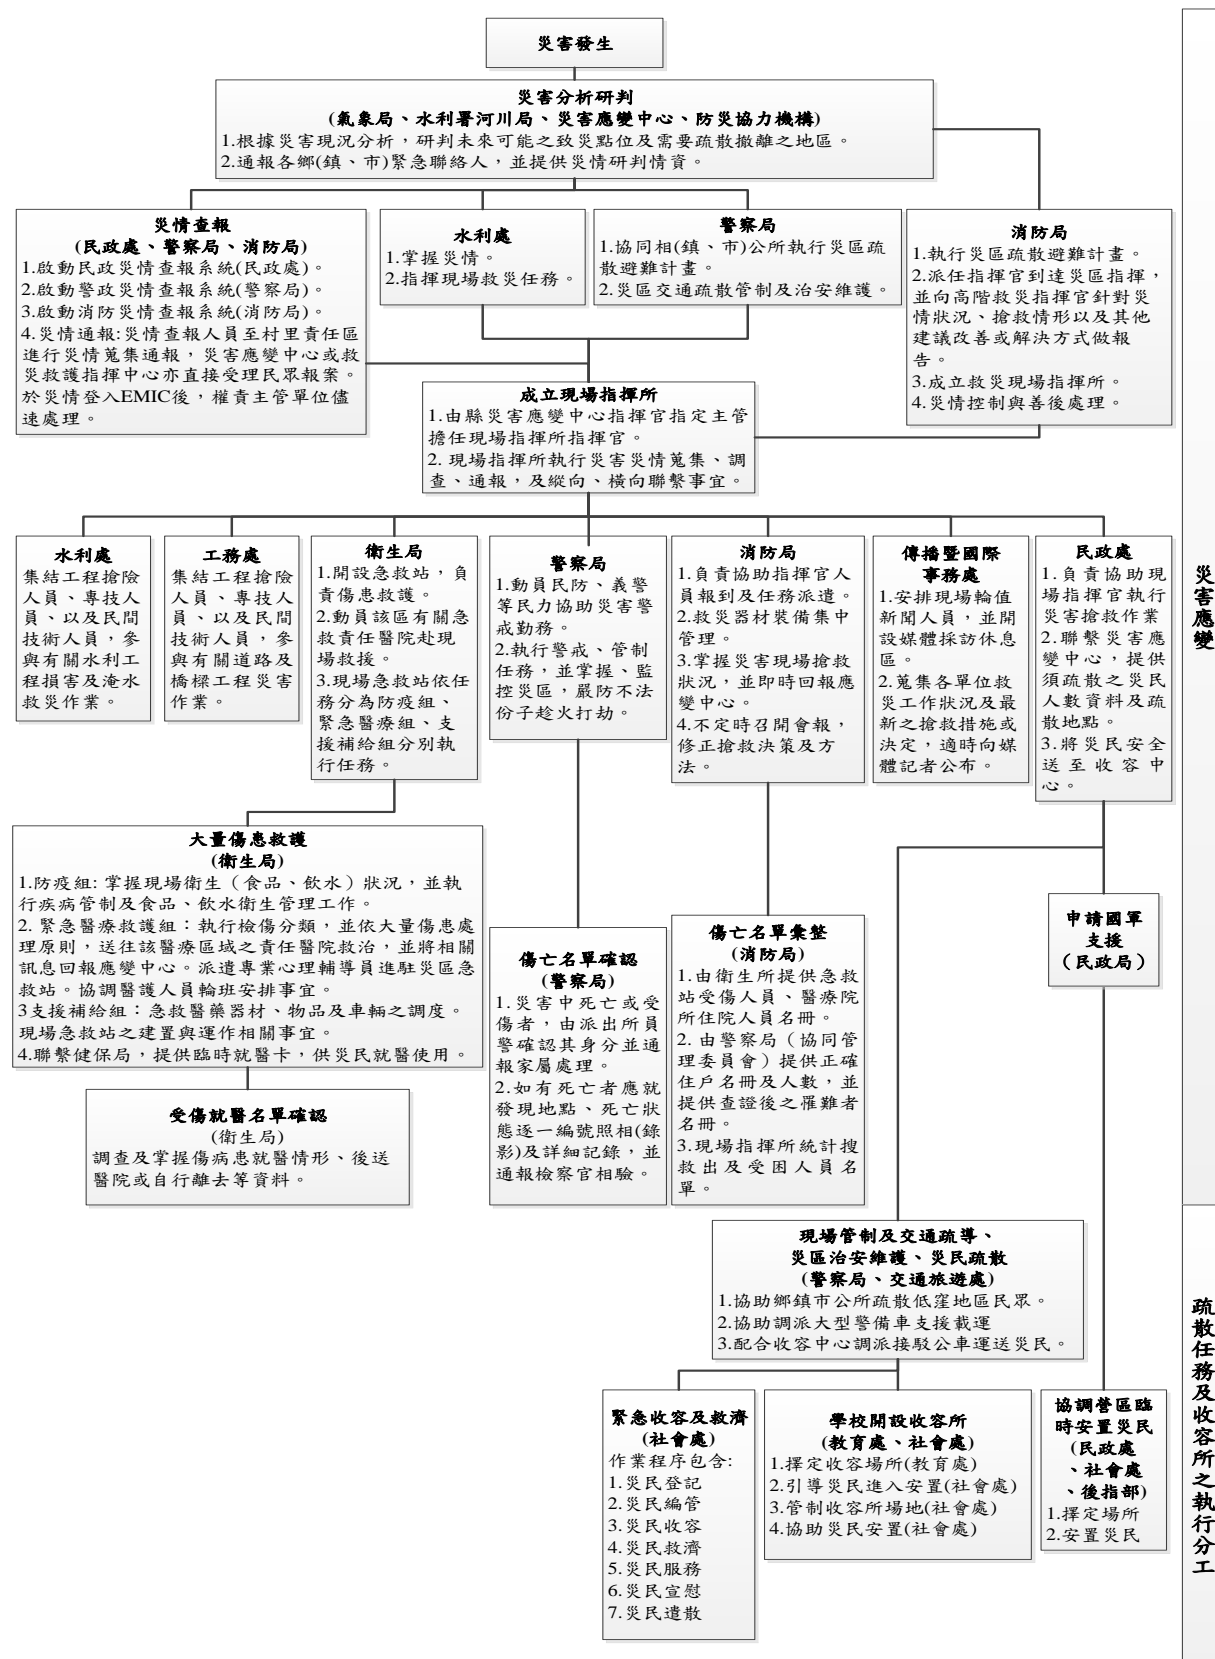 災害發生
災害分析研判
(氣象局、水利署河川局、災害應變中心、防災協力機構)
1.根據災害現況分析，研判未來可能之致災點位及需要疏散撤離之地區。
2.通報各鄉(鎮、市)緊急聯絡人，並提供災情研判情資。
災情查報
(民政處、警察局、消防局)
1.啟動民政災情查報系統(民政處)。
2.啟動警政災情查報系統(警察局)。
3.啟動消防災情查報系統(消防局)。
4.災情通報:災情查報人員至村里責任區
進行災情蒐集通報，災害應變中心或救
災救護指揮中心亦直接受理民眾報案。
於災情登入EMIC後，權責主管單位儘
速處理。
水利處
1.掌握災情。
2.指揮現場救災任務。
警察局
1.協同相(鎮、市)公所執行災區疏
散避難計畫。
2.災區交通疏散管制及治安維護。
消防局
1.執行災區疏散避難計畫。
2.派任指揮官到達災區指揮，
並向高階救災指揮官針對災
情狀況、搶救情形以及其他
建議改善或解決方式做報
告。
3.成立救災現場指揮所。
4.災情控制與善後處理。
成立現場指揮所
1.由縣災害應變中心指揮官指定主管
擔任現場指揮所指揮官。
2. 現場指揮所執行災害災情蒐集、調
查、通報，及縱向、橫向聯繫事宜。
水利處
集結工程搶險
人員、專技人
員、以及民間
技術人員，參
與有關水利工
程損害及淹水
救災作業。
工務處
集結工程搶險
人員、專技人
員、以及民間
技術人員，參
與有關道路及
橋樑工程災害
作業。
衛生局
1.開設急救站，負
責傷患救護。
2.動員該區有關急
救責任醫院赴現
場救援。
3.現場急救站依任
務分為防疫組、
緊急醫療組、支
援補給組分別執
行任務。
警察局
1.動員民防、義警
等民力協助災害警
戒勤務。
2.執行警戒、管制
任務，並掌握、監
控災區，嚴防不法
份子趁火打劫。
消防局
1.負責協助指揮官人
員報到及任務派遣。
2.救災器材裝備集中
管理。
3.掌握災害現場搶救
狀況，並即時回報應
變中心。
4.不定時召開會報，
修正搶救決策及方
法。
傳播暨國際
事務處
1.安排現場輪值
新聞人員，並開
設媒體採訪休息
區。
2.蒐集各單位救
災工作狀況及最
新之搶救措施或
決定，適時向媒
體記者公布。
民政處
1.負責協助現
場指揮官執行
災害搶救作業
2.聯繫災害應
變中心，提供
須疏散之災民
人數資料及疏
散地點。
3.將災民安全
送至收容中
心。
災害應變
大量傷患救護
(衛生局)
1.防疫組: 掌握現場衛生（食品、飲水）狀況，並執
行疾病管制及食品、飲水衛生管理工作。
2. 緊急醫療救護組：執行檢傷分類，並依大量傷患處
理原則，送往該醫療區域之責任醫院救治，並將相關
訊息回報應變中心。派遣專業心理輔導員進駐災區急
救站。協調醫護人員輪班安排事宜。
3支援補給組：急救醫藥器材、物品及車輛之調度。
現場急救站之建置與運作相關事宜。
4.聯繫健保局，提供臨時就醫卡，供災民就醫使用。
受傷就醫名單確認
(衛生局)
調查及掌握傷病患就醫情形、後送
醫院或自行離去等資料。
傷亡名單確認
(警察局)
1.災害中死亡或受
傷者，由派出所員
警確認其身分並通
報家屬處理。
2.如有死亡者應就
發現地點、死亡狀
態逐一編號照相(錄
影)及詳細記錄，並
通報檢察官相驗。
傷亡名單彙整
(消防局)
1.由衛生所提供急救
站受傷人員、醫療院
所住院人員名冊。
2. 由警察局（協同管
理委員會）提供正確
住戶名冊及人數，並
提供查證後之罹難者
名冊。
3.現場指揮所統計搜
救出及受困人員名
單。
申請國軍
支援
（民政局）
現場管制及交通疏導、
災區治安維護、災民疏散
(警察局、交通旅遊處)
1.協助鄉鎮市公所疏散低窪地區民眾。
2.協助調派大型警備車支援載運
3.配合收容中心調派接駁公車運送災民。
緊急收容及救濟
(社會處)
作業程序包含:
1.災民登記
2.災民編管
3.災民收容
4.災民救濟
5.災民服務
6.災民宣慰
7.災民遣散
學校開設收容所
(教育處、社會處)
1.擇定收容場所(教育處)
2.引導災民進入安置(社會處)
3.管制收容所場地(社會處)
4.協助災民安置(社會處)
協調營區臨
時安置災民
(民政處
、社會處
、後指部)
1.擇定場所
2.安置災民
疏散任務及收容所之執行分工